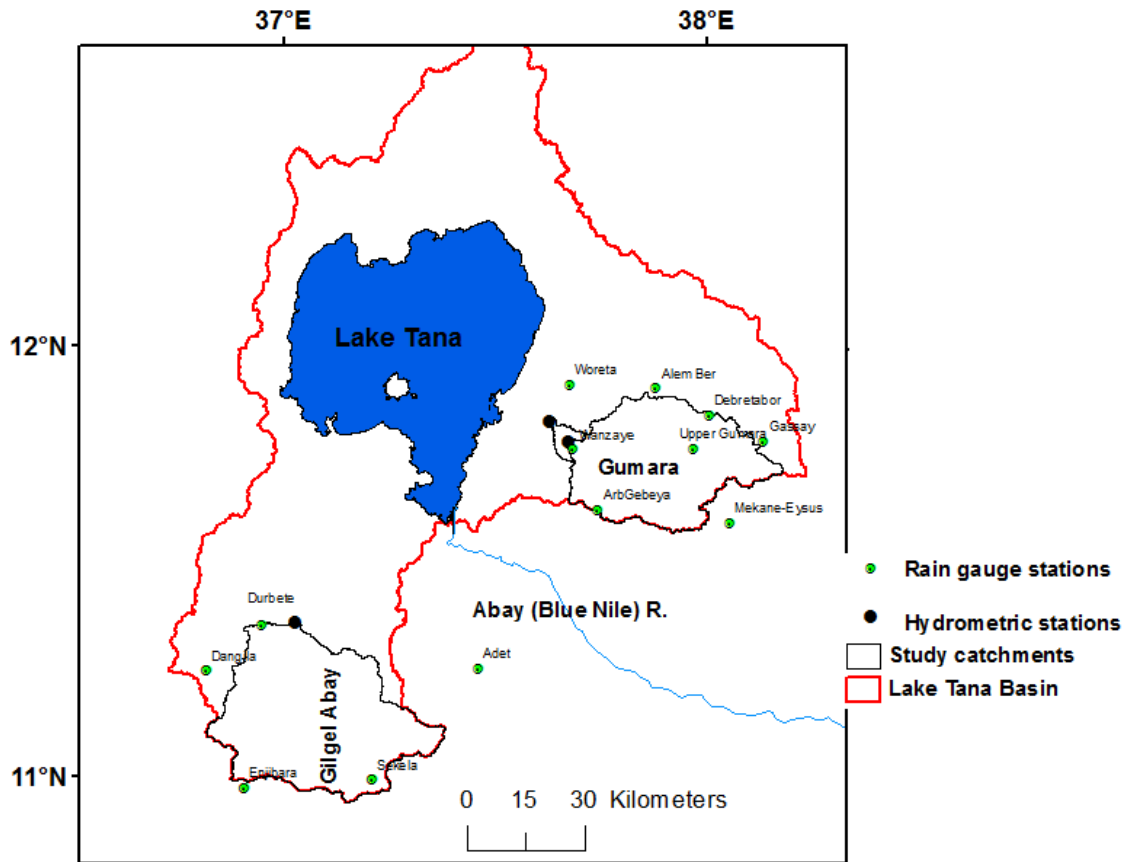 37°E
38°E
12°N
11°N
Lake Tana
Woreta
Alem Ber
Debretabor
Wanzaye
Upper Gumara
Gassay
Gumara
ArbGebeya
Mekane-Eysus
Rain gauge stations
Hydrometric stations
Study catchments
Lake Tana Basin
Abay (Blue Nile) R.
Durbete
Dangila
Adet
Gilgel Abay
Enjibara
Sekela
0 15 30 Kilometers